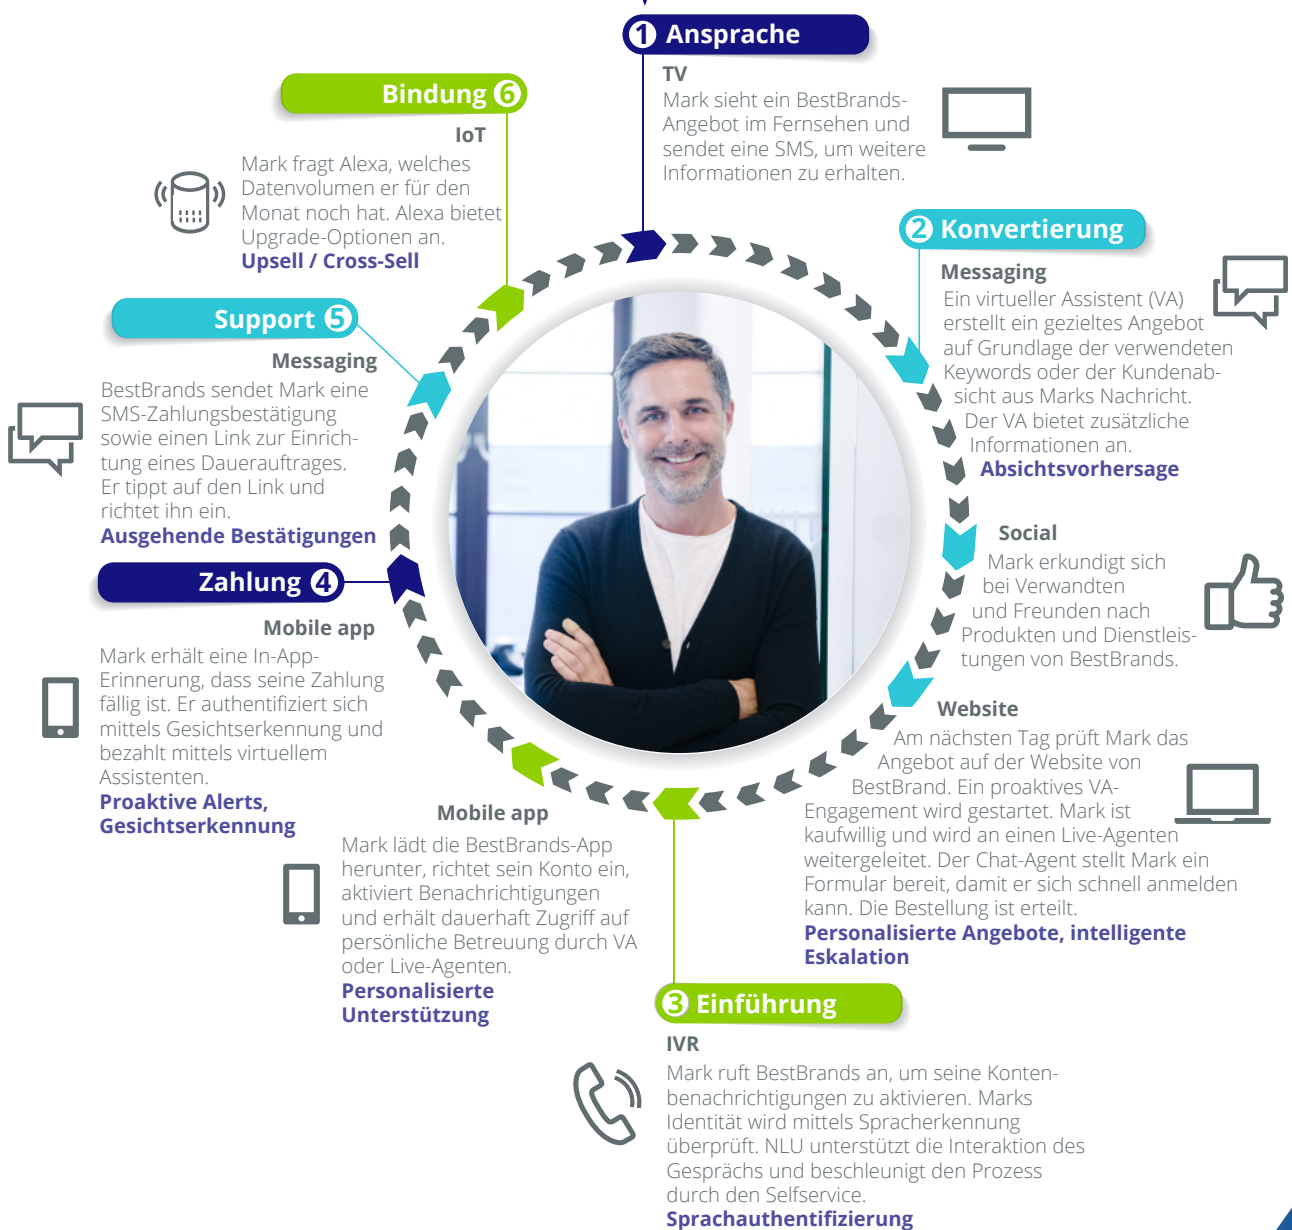 1 Ansprache
TV
Mark sieht ein BestBrands-
Angebot im Fernsehen und
sendet eine SMS, um weitere
Informationen zu erhalten.
2 Konvertierung
Messaging
Ein virtueller Assistent (VA)
erstellt ein gezieltes Angebot
auf Grundlage der verwendeten
Keywords oder der Kundenab-
sicht aus Marks Nachricht.
Der VA bietet zusätzliche
Informationen an.
Absichtsvorhersage
Social
Mark erkundigt sich
bei Verwandten
und Freunden nach
Produkten und Dienstleis-
tungen von BestBrands.
Website
Am nächsten Tag prüft Mark das
Angebot auf der Website von
BestBrand. Ein proaktives VA-
Engagement wird gestartet. Mark ist
kaufwillig und wird an einen Live-Agenten
weitergeleitet. Der Chat-Agent stellt Mark ein
Formular bereit, damit er sich schnell anmelden
kann. Die Bestellung ist erteilt.
Personalisierte Angebote, intelligente
Eskalation
3 Einführung
IVR
Mark ruft BestBrands an, um seine Konten-
benachrichtigungen zu aktivieren. Marks
Identität wird mittels Spracherkennung
überprüft. NLU unterstützt die Interaktion des
Gesprächs und beschleunigt den Prozess
durch den Selfservice.
Sprachauthentifizierung
Mobile app
Mark lädt die BestBrands-App
herunter, richtet sein Konto ein,
aktiviert Benachrichtigungen
und erhält dauerhaft Zugriff auf
persönliche Betreuung durch VA
oder Live-Agenten.
Personalisierte
Unterstützung
Zahlung 4
Mobile app
Mark erhält eine In-App-
Erinnerung, dass seine Zahlung
fällig ist. Er authentifiziert sich
mittels Gesichtserkennung und
bezahlt mittels virtuellem
Assistenten.
Proaktive Alerts,
Gesichtserkennung
Support 5
Messaging
BestBrands sendet Mark eine
SMS-Zahlungsbestätigung
sowie einen Link zur Einrich-
tung eines Dauerauftrages.
Er tippt auf den Link und
richtet ihn ein.
Ausgehende Bestätigungen
Bindung 6
IoT
Mark fragt Alexa, welches
Datenvolumen er für den
Monat noch hat. Alexa bietet
Upgrade-Optionen an.
Upsell / Cross-Sell